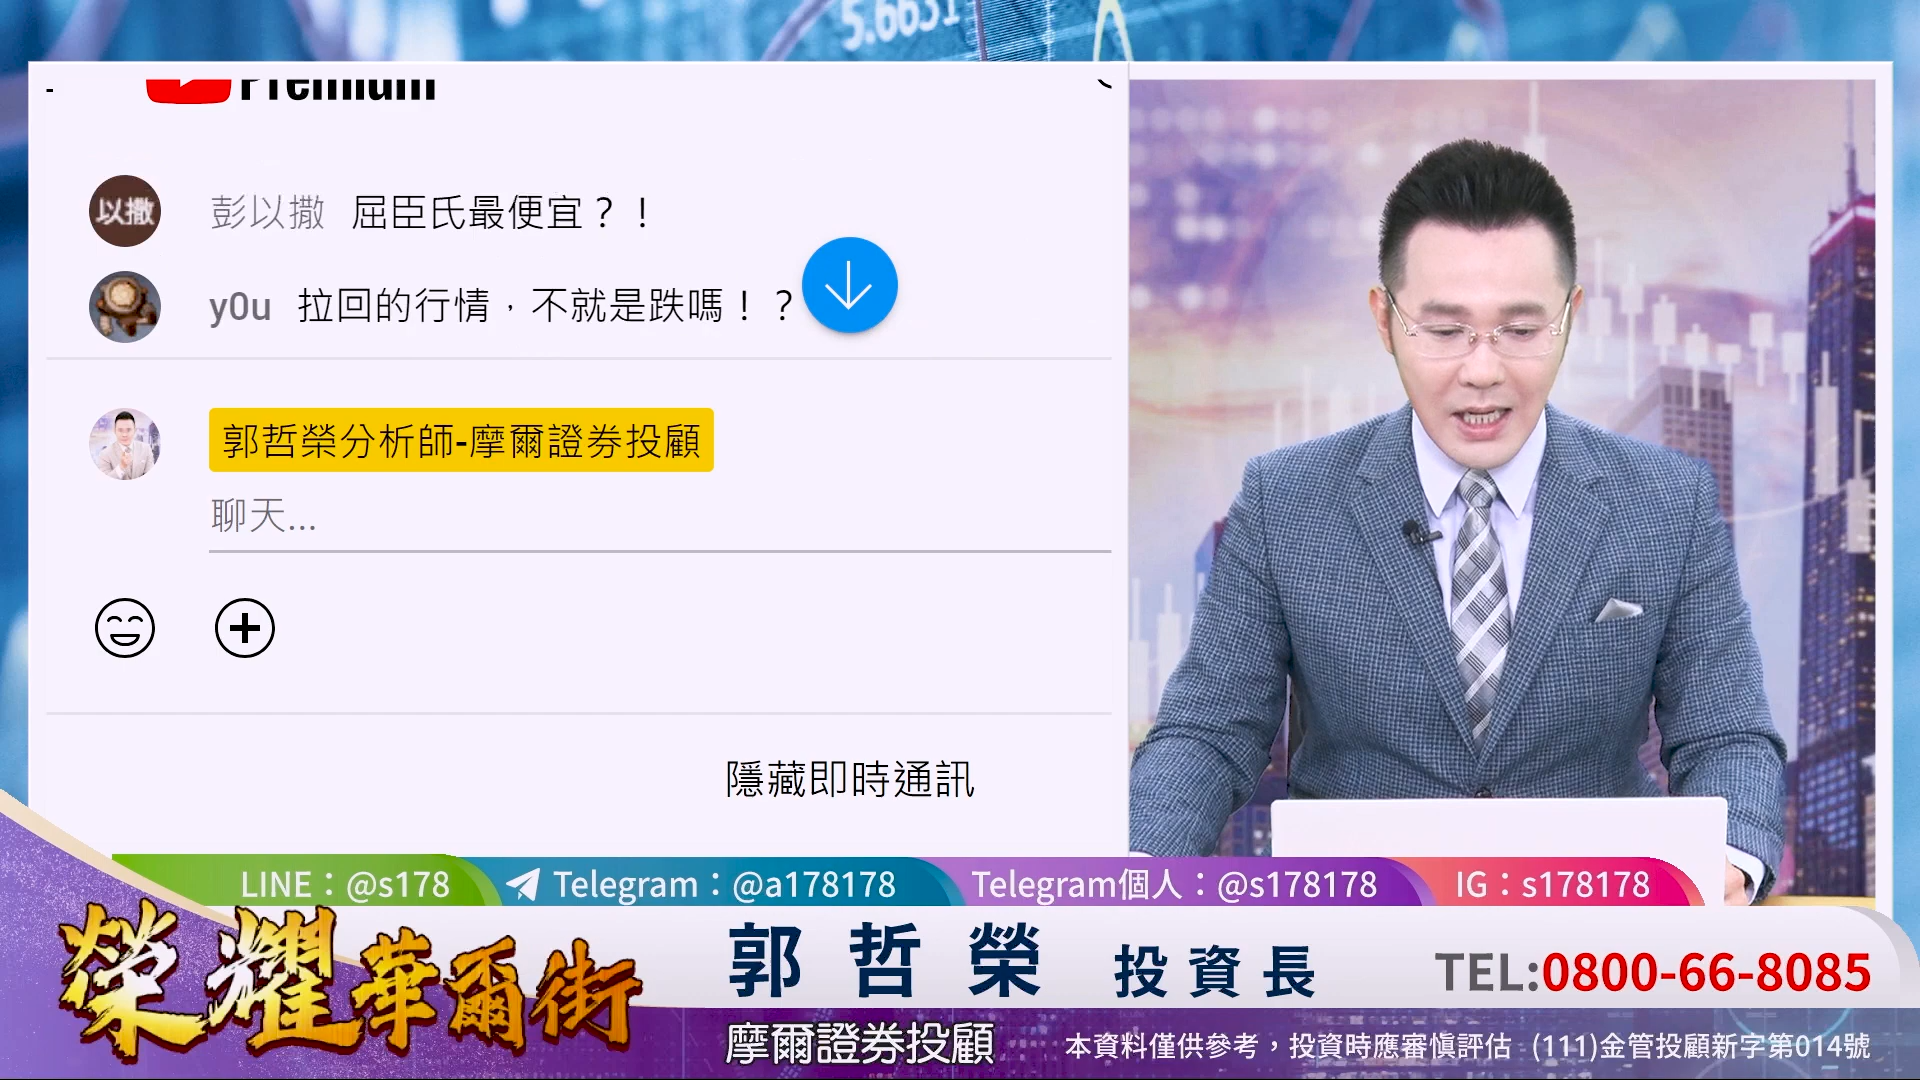 5.6631
Premium
以撒
彭以撒 屈臣氏最便宜？！
y0u 拉回的行情，不就是跌嗎！？
郭哲榮分析師-摩爾證券投顧
聊天...
隱藏即時通訊
LINE：@s178 Telegram：@a178178 Telegram個人：@s178178 IG：s178178
榮耀華爾街
郭哲榮 投資長 TEL:0800-66-8085
摩爾證券投顧 本資料僅供參考，投資時應審慎評估 (111)金管投顧新字第014號